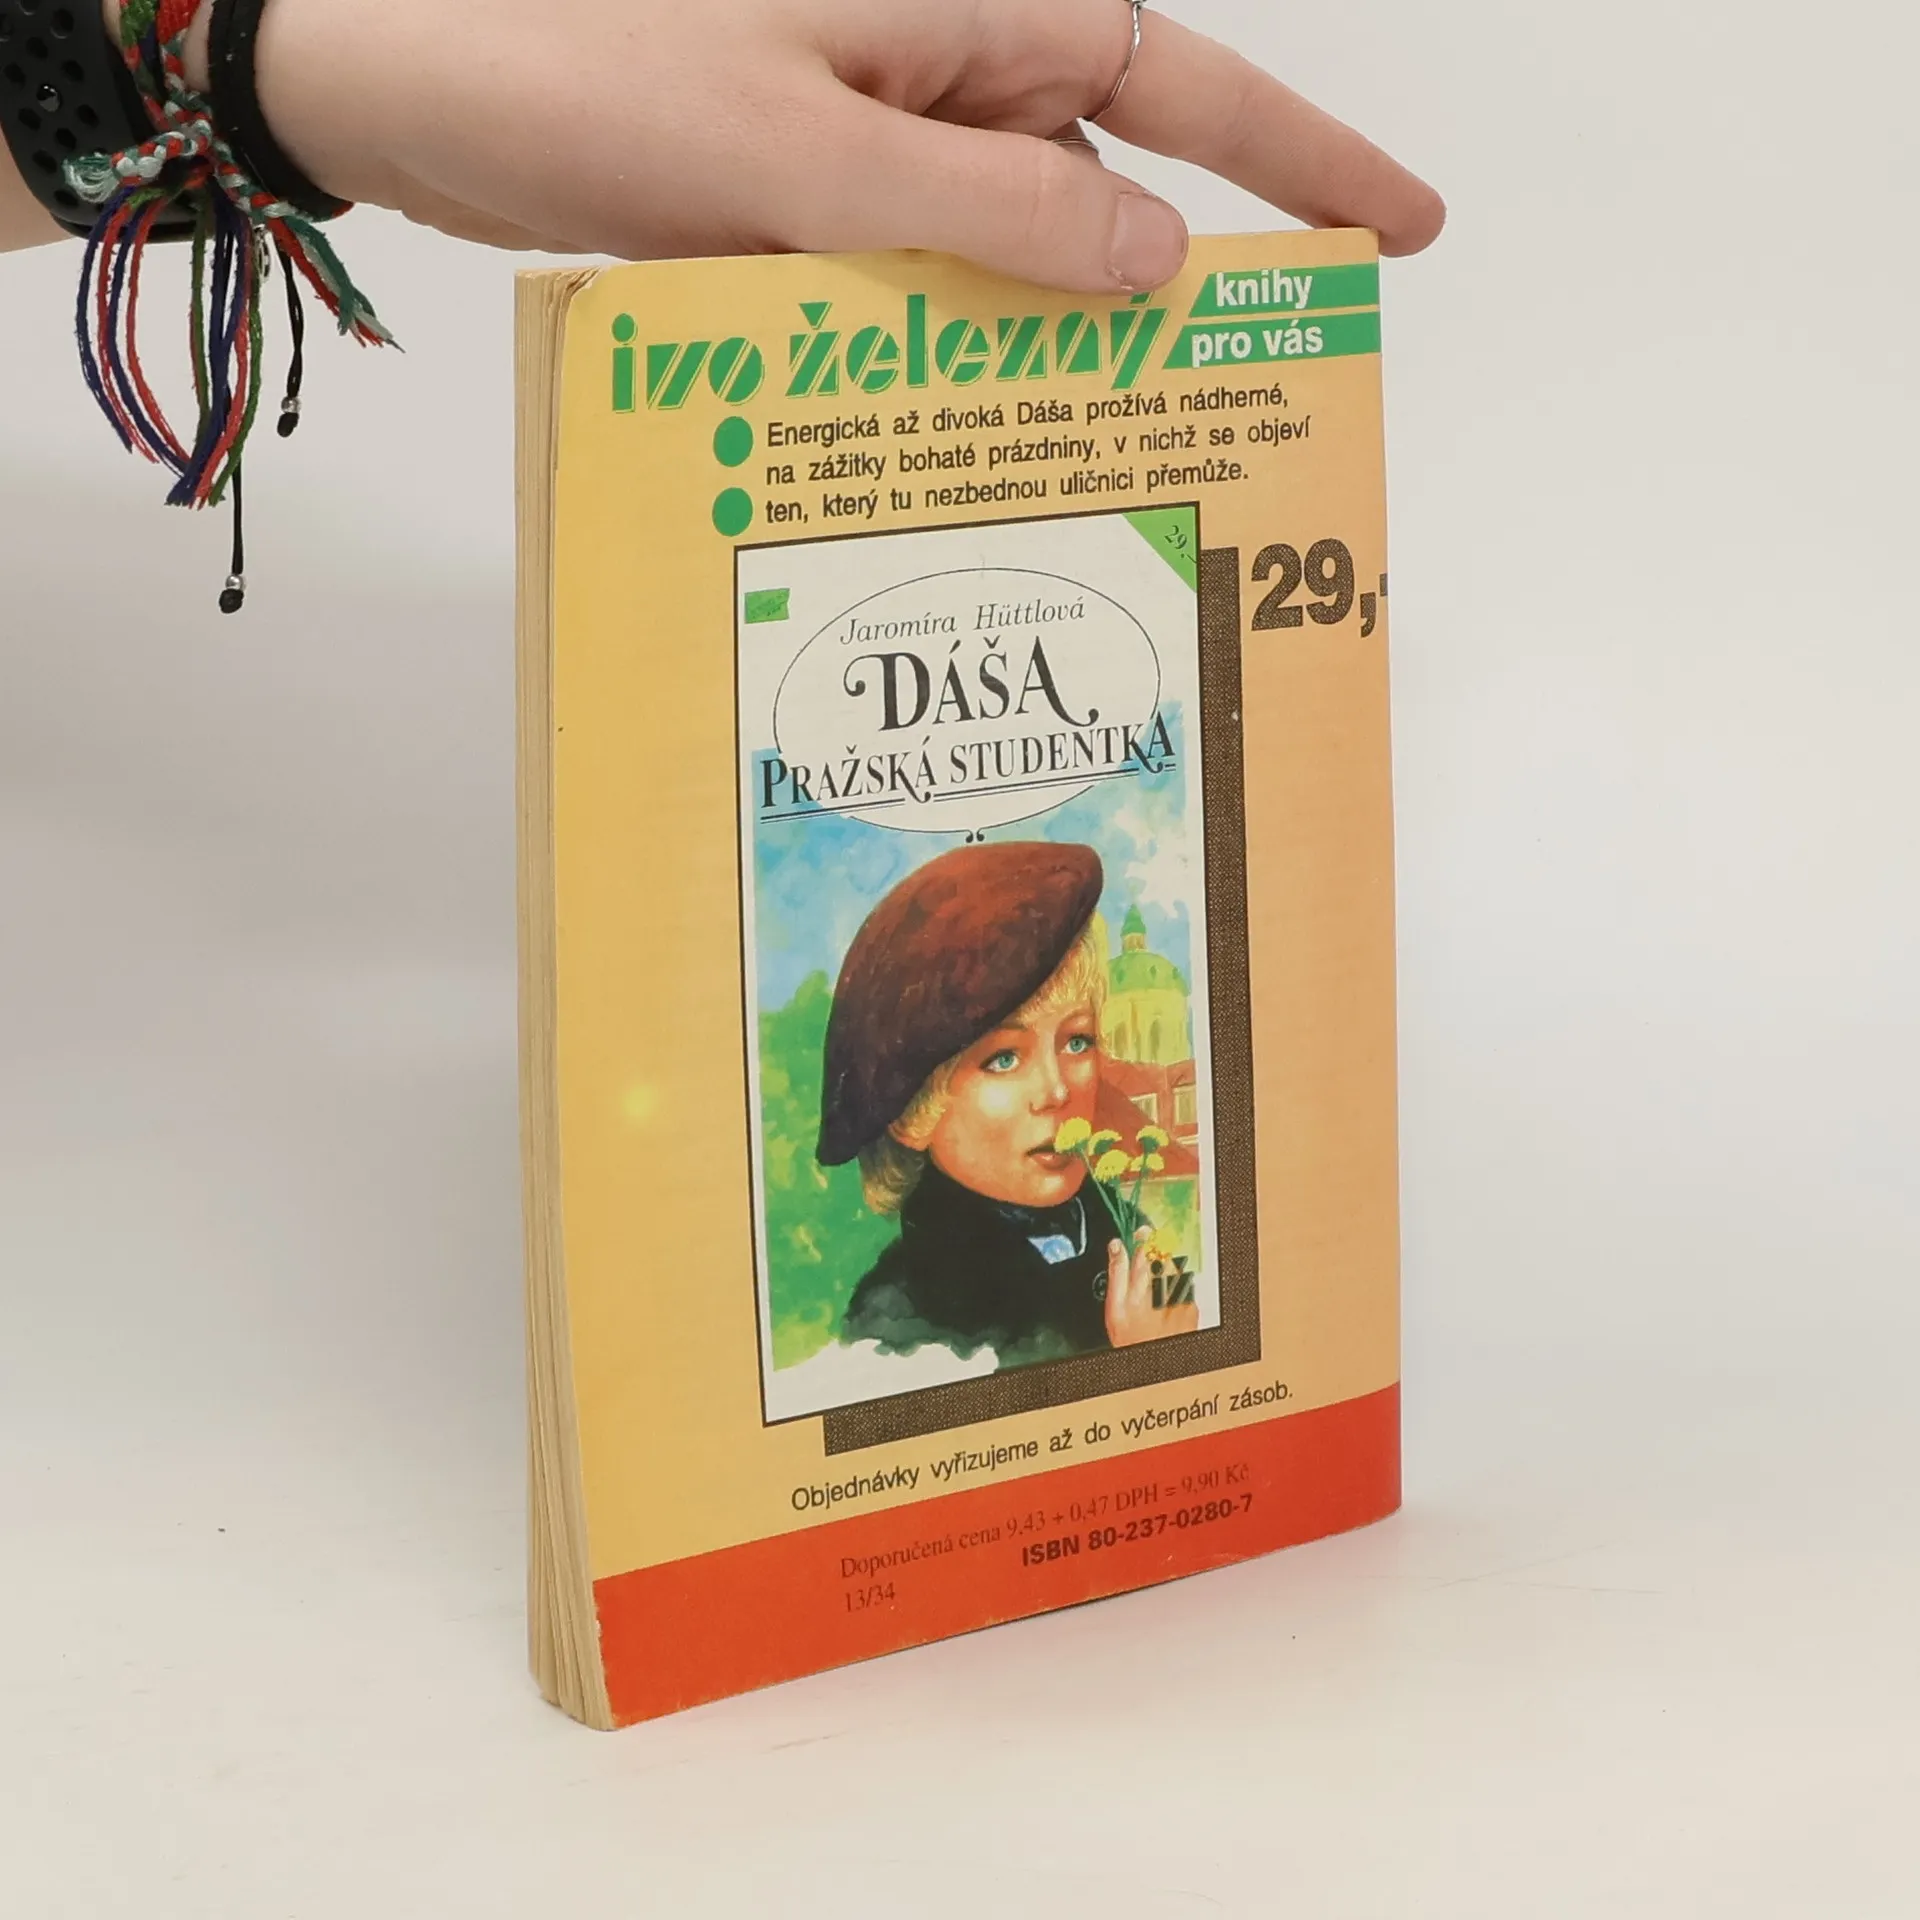 ivo železný
knihy
pro vás
Energická až divoká Dáša prožívá nádherné,
na zážitky bohaté prázdniny, v nichž se objeví
ten, který tu nezbednou uličnici přemůže.
29,-
29,-
Jaromíra Hüttlová
DÁŠA
PRAŽSKÁ STUDENTKA
iž
Objednávky vyřizujeme až do vyčerpání zásob.
Doporučená cena 9,43 + 0,47 DPH = 9,90 Kč
ISBN 80-237-0280-7
13/34